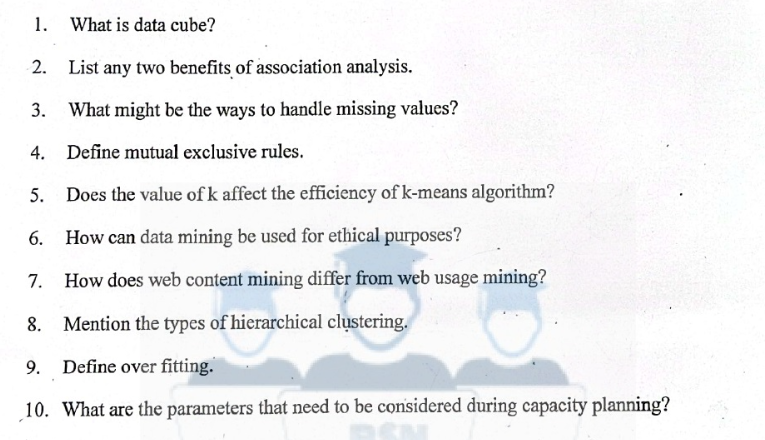 1. What is data cube?
2. List any two benefits of association analysis.
3. What might be the ways to handle missing values?
4. Define mutual exclusive rules.
5. Does the value of k affect the efficiency of k-means algorithm?
6. How can data mining be used for ethical purposes?
7. How does web content mining differ from web usage mining?
8. Mention the types of hierarchical clustering.
9. Define over fitting.
10. What are the parameters that need to be considered during capacity planning?